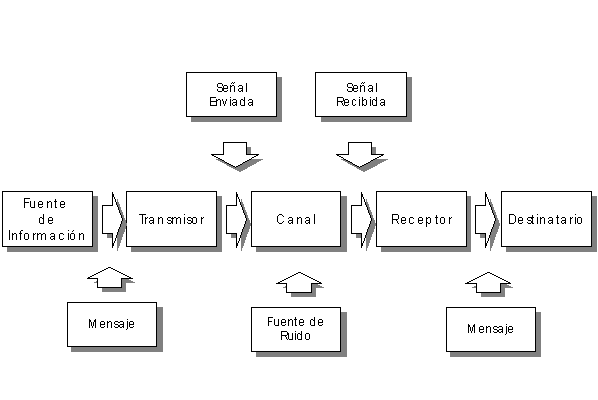 Señal
Enviada
Señal
Recibida
Fuente
de
Información
Transmisor
Canal
Receptor
Destinatario
Mensaje
Fuente de
Ruido
Mensaje